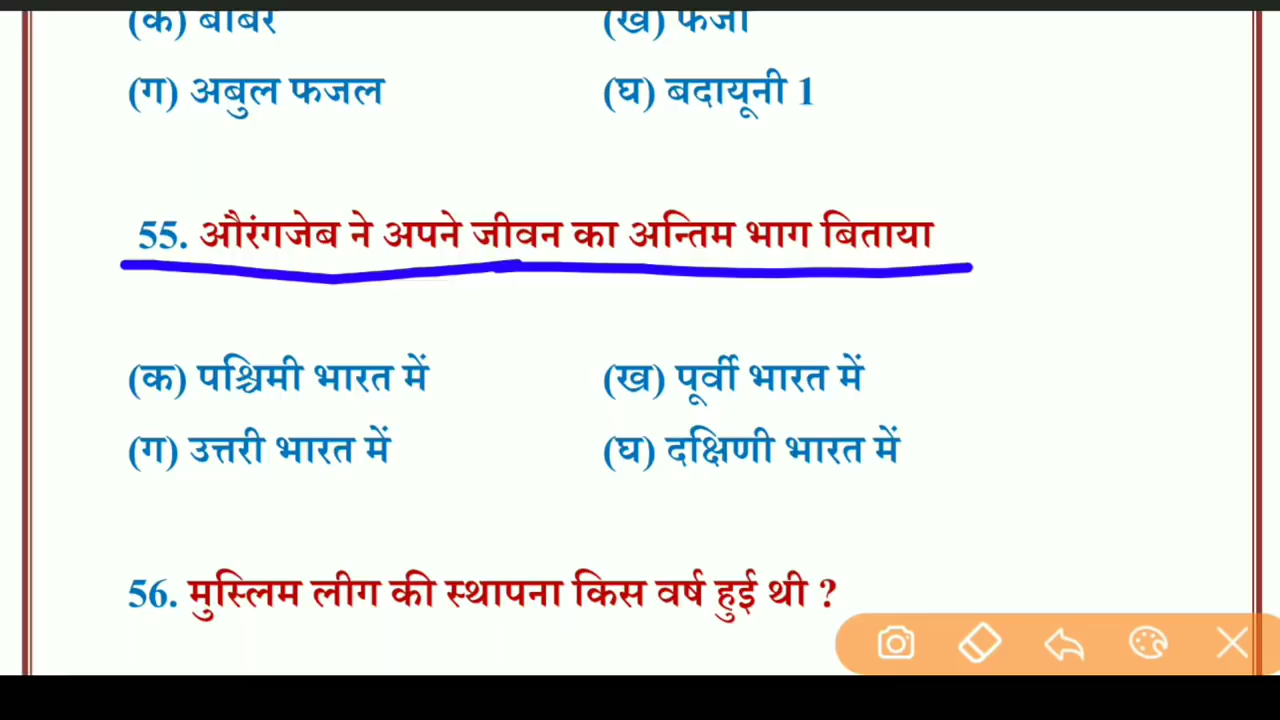 (क) बाबर (ख) फैजी
(ग) अबुल फजल (घ) बदायूनी 1
55. औरंगजेब ने अपने जीवन का अन्तिम भाग बिताया
(क) पश्चिमी भारत में (ख) पूर्वी भारत में
(ग) उत्तरी भारत में (घ) दक्षिणी भारत में
56. मुस्लिम लीग की स्थापना किस वर्ष हुई थी ?